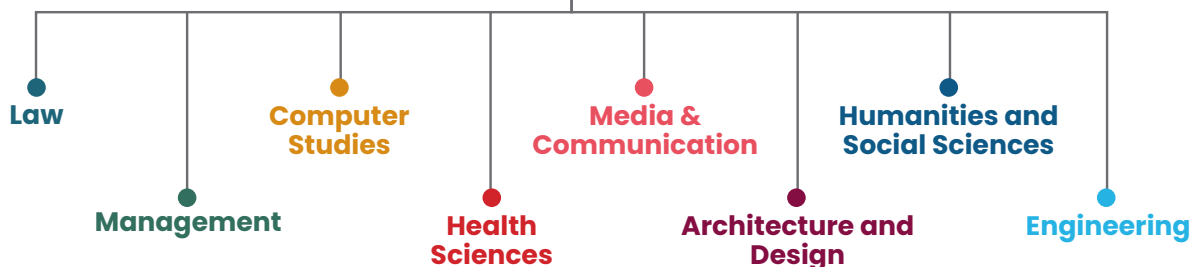 Law
Management
Computer
Studies
Health
Sciences
Media &
Communication
Architecture and
Design
Humanities and
Social Sciences
Engineering